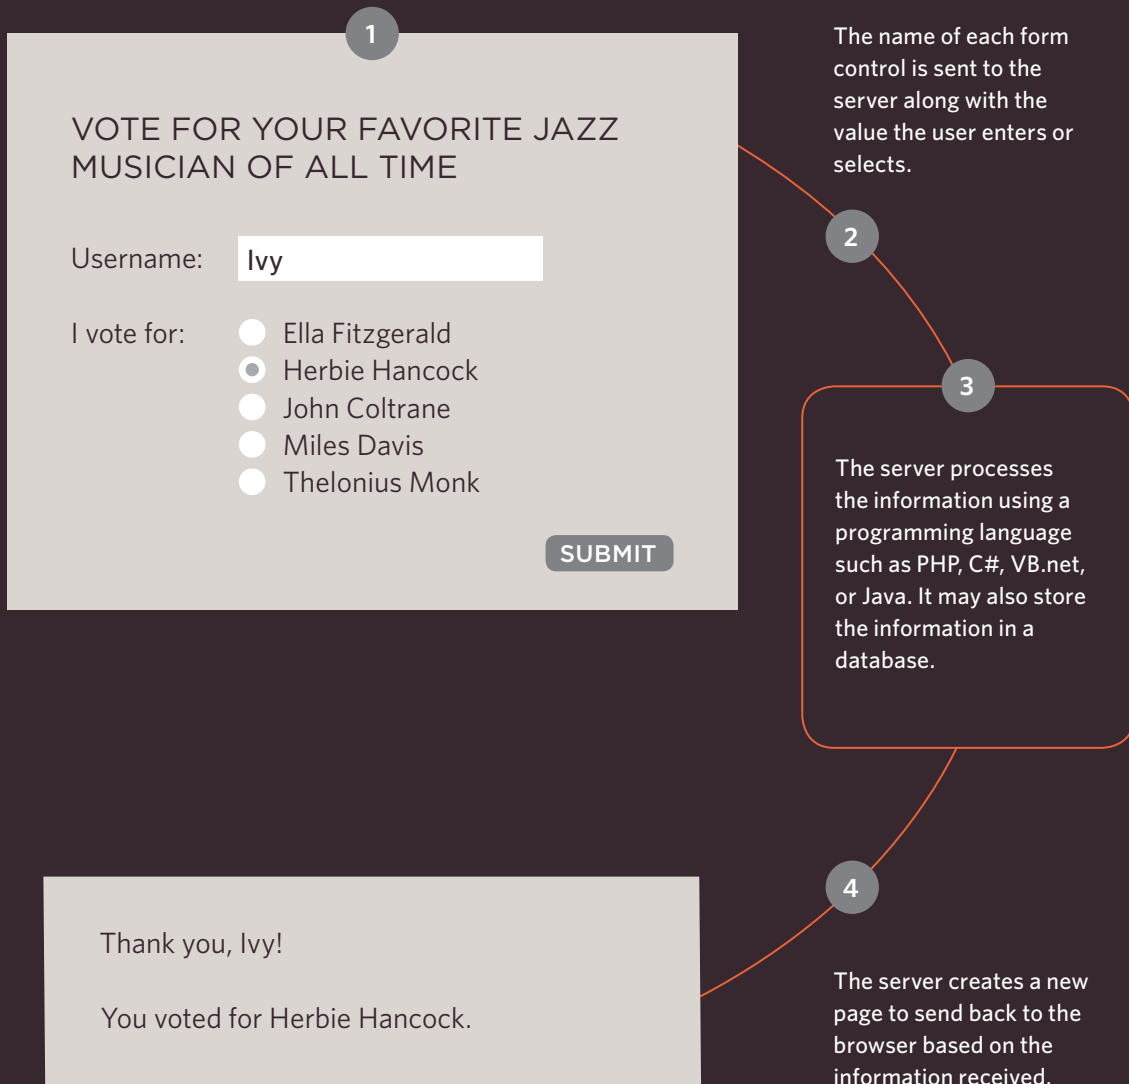 1
VOTE FOR YOUR FAVORITE JAZZ
MUSICIAN OF ALL TIME
Username: Ivy
I vote for: Ella Fitzgerald
Herbie Hancock
John Coltrane
Miles Davis
Thelonius Monk
SUBMIT
The name of each form
control is sent to the
server along with the
value the user enters or
selects.
2
3
The server processes
the information using a
programming language
such as PHP, C#, VB.net,
or Java. It may also store
the information in a
database.
4
The server creates a new
page to send back to the
browser based on the
information received.
Thank you, Ivy!
You voted for Herbie Hancock.